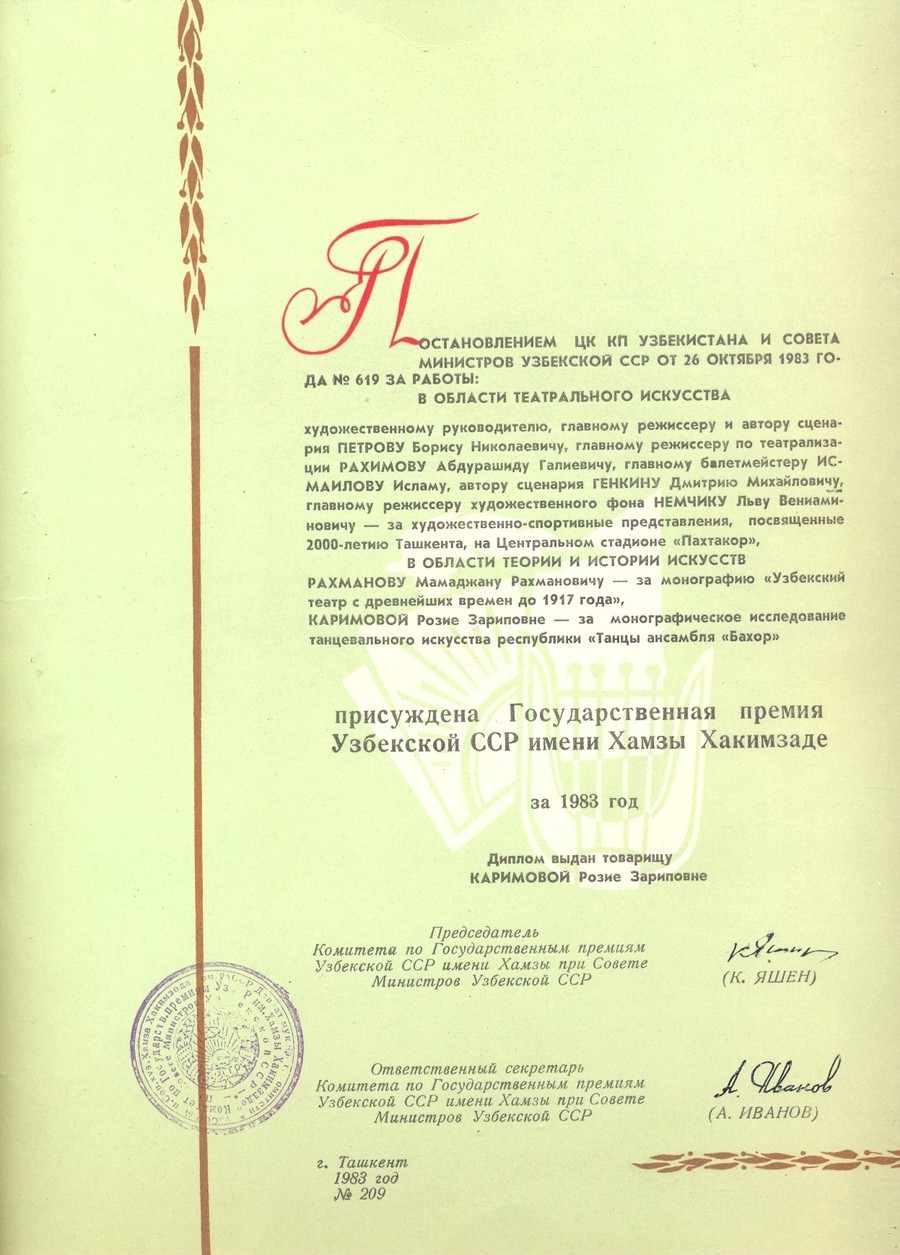 ПОСТАНОВЛЕНИЕМ ЦК КП УЗБЕКИСТАНА И СОВЕТА
МИНИСТРОВ УЗБЕКСКОЙ ССР ОТ 26 ОКТЯБРЯ 1983 ГО-
ДА № 619 ЗА РАБОТЫ:
В ОБЛАСТИ ТЕАТРАЛЬНОГО ИСКУССТВА
художественному руководителю, главному режиссеру и автору сцена-
рия ПЕТРОВУ Борису Николаевичу, главному режиссеру по театрализа-
ции РАХИМОВУ Абдурашиду Галиевичу, главному балетмейстеру ИС-
МАИЛОВУ Исламу, автору сценария ГЕНКИНУ Дмитрию Михайловичу,
главному режиссеру художественного фона НЕМЧИКУ Льву Вениами-
новичу — за художественно-спортивные представления, посвященные
2000-летию Ташкента, на Центральном стадионе «Пахтакор»,
В ОБЛАСТИ ТЕОРИИ И ИСТОРИИ ИСКУССТВ
РАХМАНОВУ Мамаджану Рахмановичу — за монографию «Узбекский
театр с древнейших времен до 1917 года»,
КАРИМОВОЙ Розие Зариповне — за монографическое исследование
танцевального искусства республики «Танцы ансамбля «Бахор»
присуждена Государственная премия
Узбекской ССР имени Хамзы Хакимзаде
за 1983 год
Диплом выдан товарищу
КАРИМОВОЙ Розие Зариповне
Председатель
Комитета по Государственным премиям
Узбекской ССР имени Хамзы при Совете
Министров Узбекской ССР
(К. ЯШЕН)
Ответственный секретарь
Комитета по Государственным премиям
Узбекской ССР имени Хамзы при Совете
Министров Узбекской ССР
А. Иванов
(А. ИВАНОВ)
г. Ташкент
1983 год
№ 209